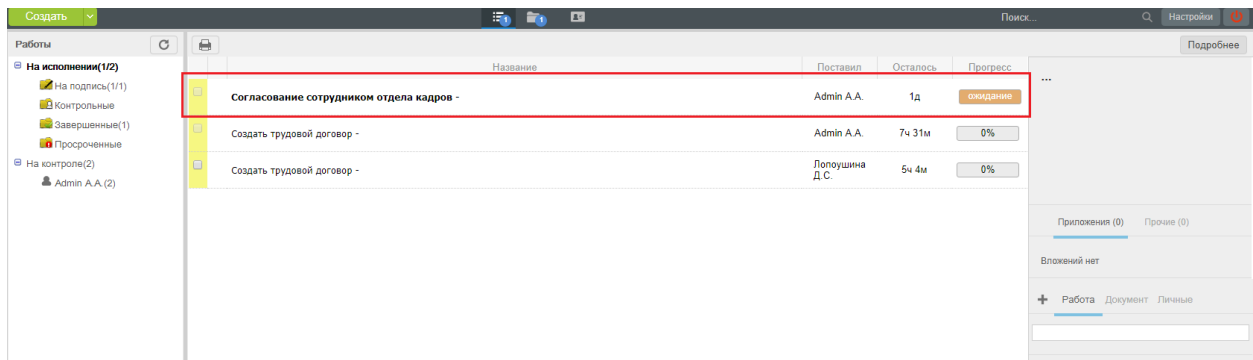 Создать
1
1
Поиск...
Настройки
Работы
Подробнее
На исполнении(1/2)
На подпись(1/1)
Контрольные
Завершенные(1)
Просроченные
На контроле(2)
Admin A.A.(2)
Название Поставил Осталось Прогресс
Согласование сотрудником отдела кадров - Admin A.A. 1д ожидание
Создать трудовой договор - Admin A.A. 7ч 31м 0%
Создать трудовой договор - Лопоушина Д.С. 5ч 4м 0%
...
Приложения (0) Прочие (0)
Вложений нет
+ Работа Документ Личные